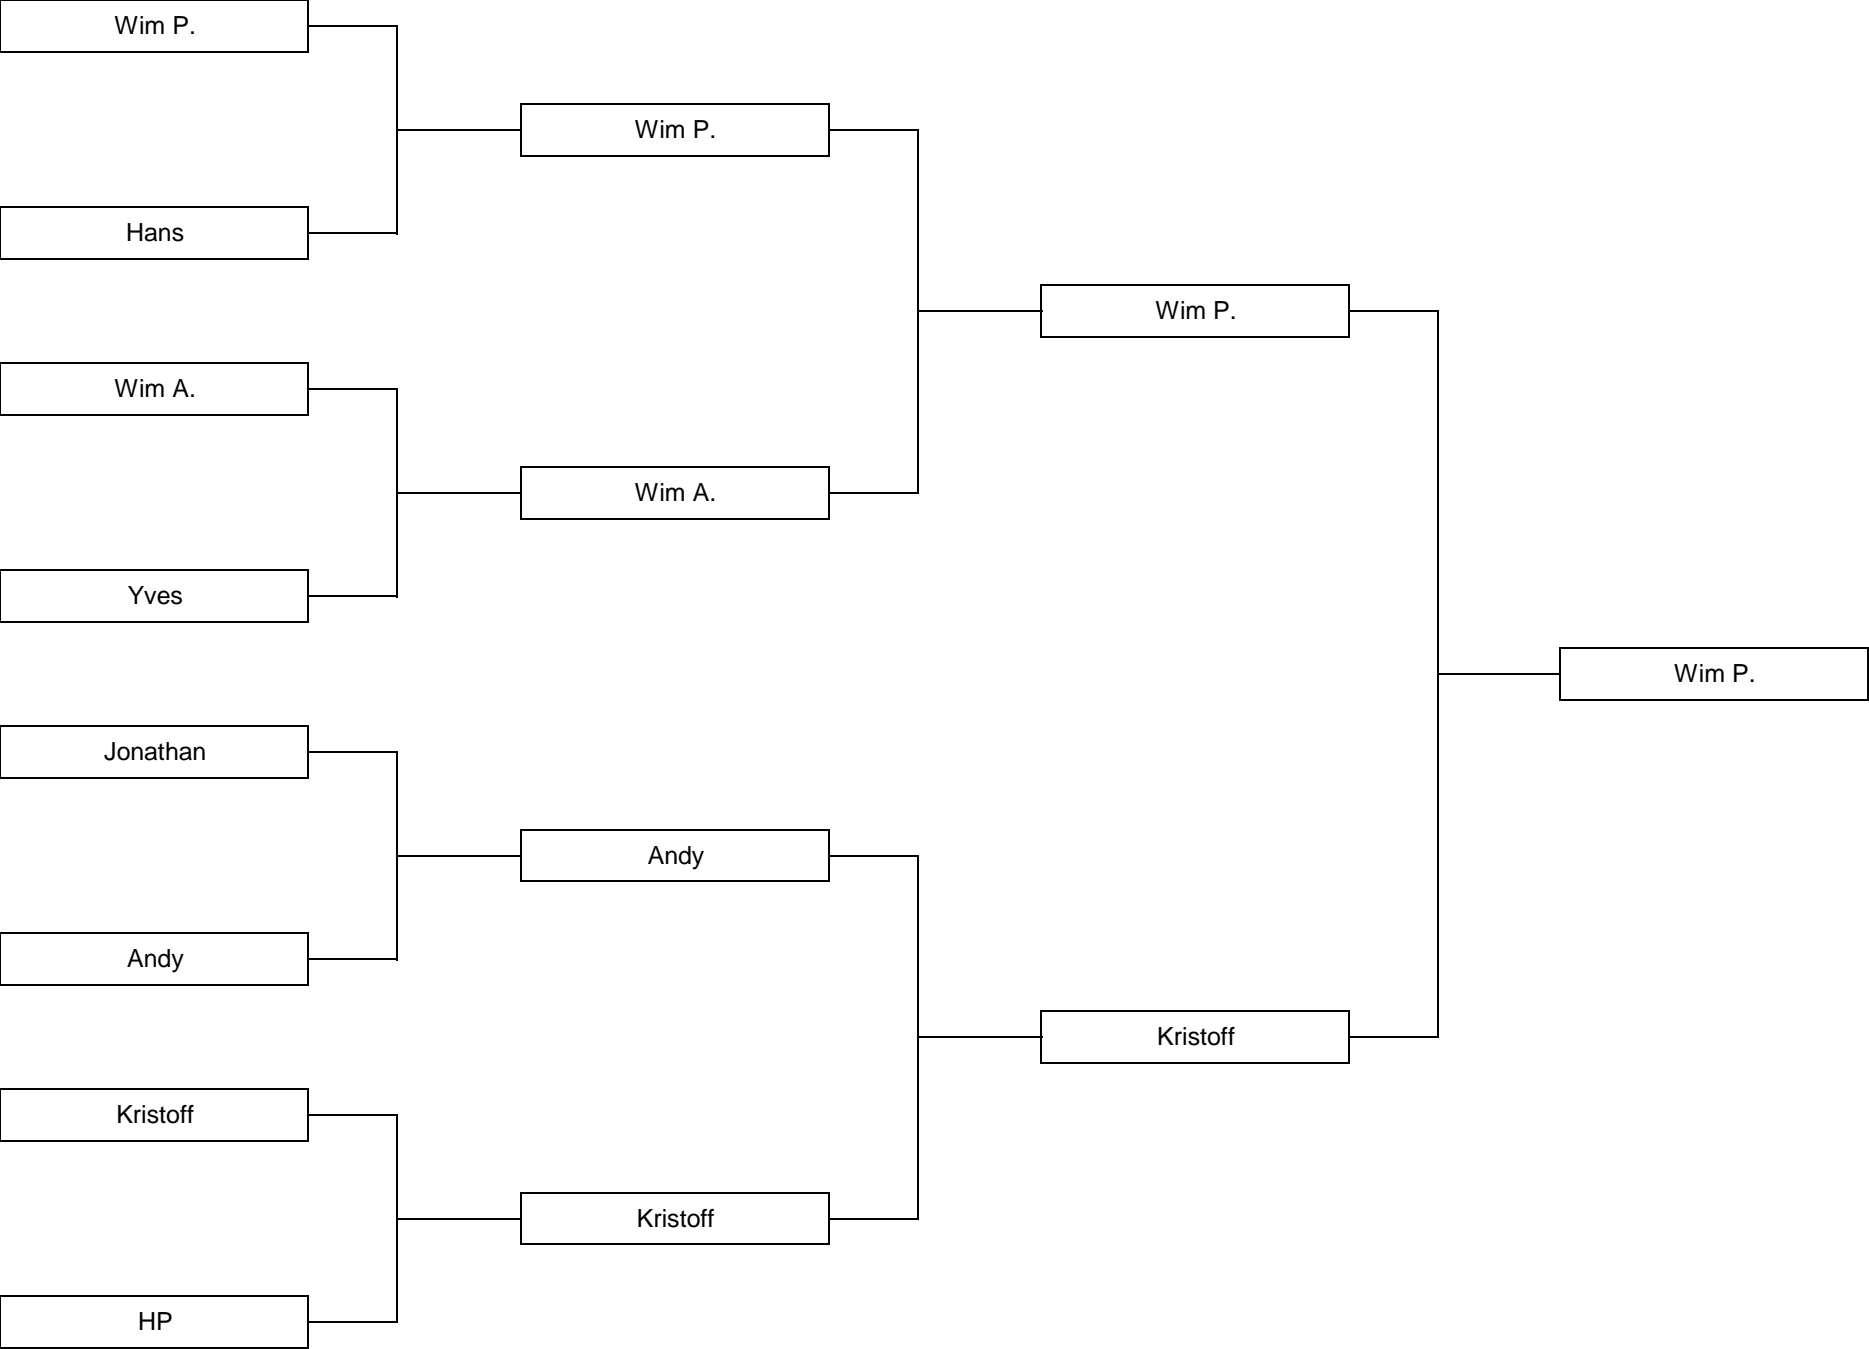 Wim P.
Hans
Wim A.
Yves
Jonathan
Andy
Kristoff
HP
Wim P.
Wim A.
Andy
Kristoff
Wim P.
Kristoff
Wim P.